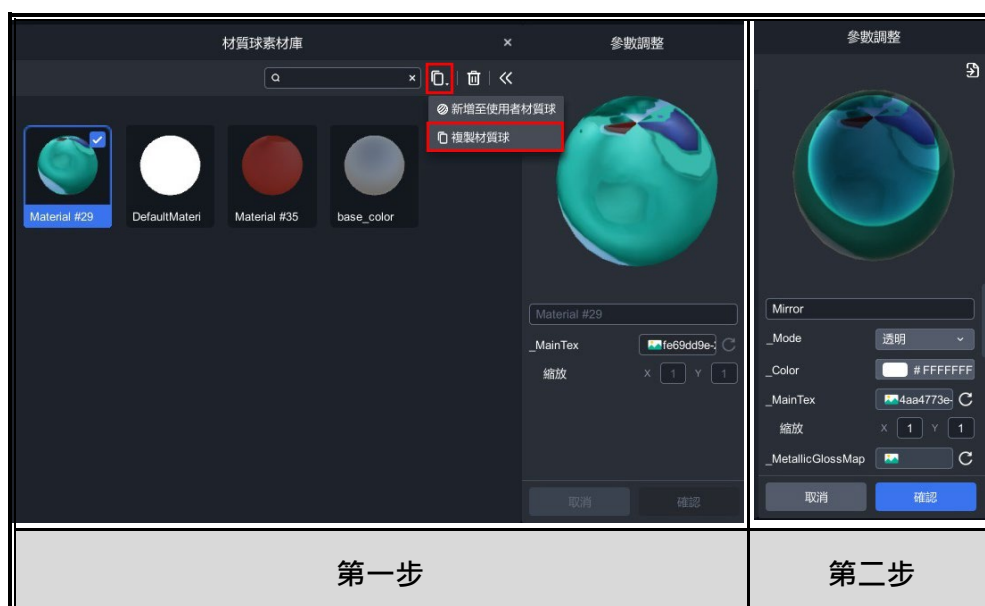 材質球素材庫
×
參數調整
×
新增至使用者材質球
複製材質球
Material #29
DefaultMateri
Material #35
base_color
Material #29
_MainTex
fe69dd9e-
縮放
X 1 Y 1
取消
確認
參數調整
Mirror
_Mode
透明
_Color
# FFFFFFF
_MainTex
4aa4773e-
縮放
X 1 Y 1
_MetallicGlossMap
取消
確認
第一步
第二步